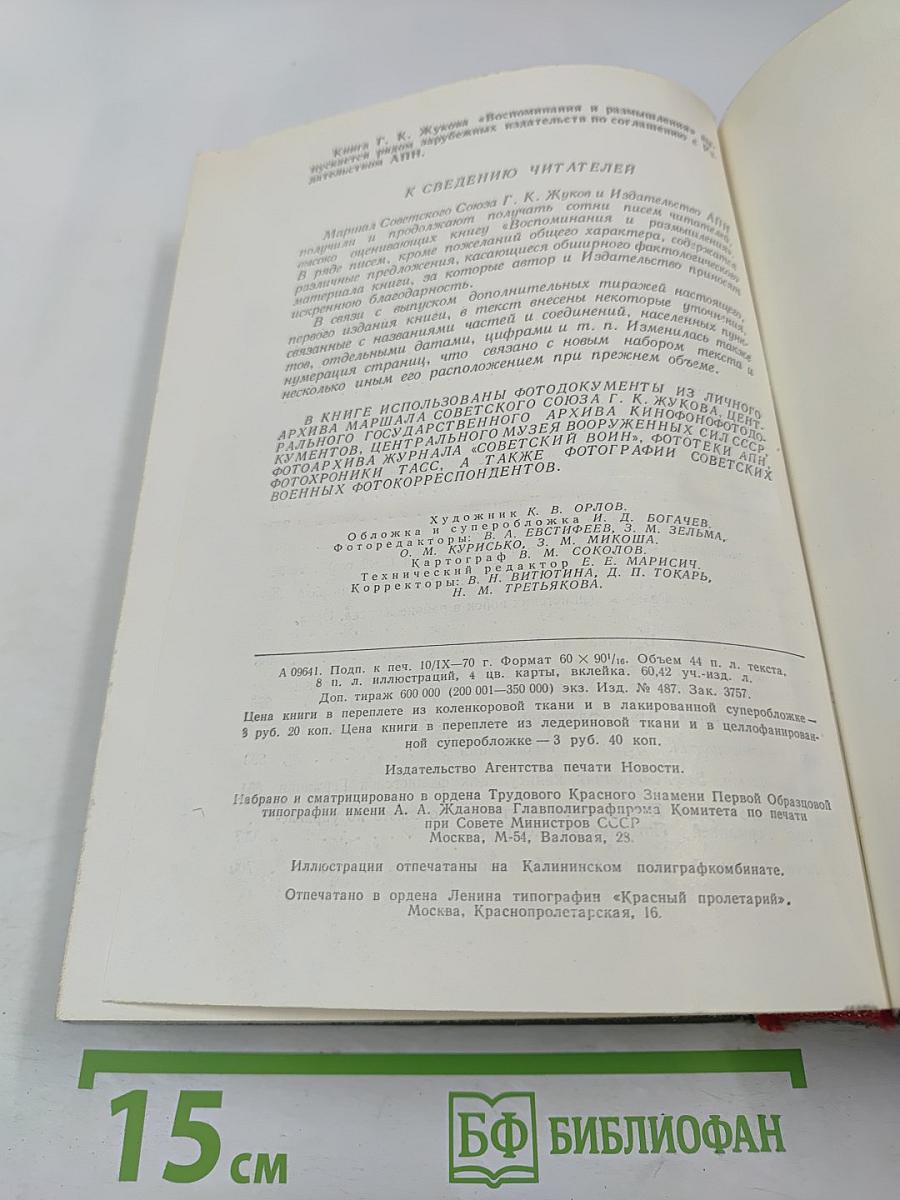 Книга Г. К. Жукова «Воспоминания и размышления» вы-
пускается рядом зарубежных издательств по соглашению с Из-
дательством АПН.
К СВЕДЕНИЮ ЧИТАТЕЛЕЙ
Маршал Советского Союза Г. К. Жуков и Издательство АПН
получили и продолжают получать сотни писем читателей,
высоко оценивающих книгу «Воспоминания и размышления».
В ряде писем, кроме пожеланий общего характера, содержатся
различные предложения, касающиеся обширного фактологического
материала книги, за которые автор и Издательство приносят
искреннюю благодарность.
В связи с выпуском дополнительных тиражей настоящего,
первого издания книги, в текст внесены некоторые уточнения,
связанные с названиями частей и соединений, населенных пунк-
тов, отдельными датами, цифрами и т. п. Изменилась также
нумерация страниц, что связано с новым набором текста и
несколько иным его расположением при прежнем объеме.
В КНИГЕ ИСПОЛЬЗОВАНЫ ФОТОДОКУМЕНТЫ ИЗ ЛИЧНОГО
АРХИВА МАРШАЛА СОВЕТСКОГО СОЮЗА Г. К. ЖУКОВА, ЦЕНТ-
РАЛЬНОГО ГОСУДАРСТВЕННОГО АРХИВА КИНОФОНОФОТОДО-
КУМЕНТОВ, ЦЕНТРАЛЬНОГО МУЗЕЯ ВООРУЖЕННЫХ СИЛ СССР,
ФОТОАРХИВА ЖУРНАЛА «СОВЕТСКИЙ ВОИН», ФОТОТЕКИ АПН,
ФОТОХРОНИКИ ТАСС, А ТАКЖЕ ФОТОГРАФИИ СОВЕТСКИХ
ВОЕННЫХ ФОТОКОРРЕСПОНДЕНТОВ.
Художник К. В. ОРЛОВ.
Обложка и суперобложка И. Д. БОГАЧЕВ.
Фоторедакторы: В. А. ЕВСТИФЕЕВ, З. М. ЗЕЛЬМА,
О. М. КУРИСЬКО, З. М. МИКОША.
Картограф В. М. СОКОЛОВ.
Технический редактор Е. Е. МАРИСИЧ.
Корректоры: В. Н. ВИТЮТИНА, Д. П. ТОКАРЬ,
Н. М. ТРЕТЬЯКОВА.
А 09641. Подп. к печ. 10/IX—70 г. Формат 60 × 90¹/₁₆. Объем 44 п. л. текста,
8 п. л. иллюстраций, 4 цв. карты, вклейка. 60,42 уч.-изд. л.
Доп. тираж 600 000 (200 001—350 000) экз. Изд. № 487. Зак. 3757.
Цена книги в переплете из коленкоровой ткани и в лакированной суперобложке —
3 руб. 20 коп. Цена книги в переплете из ледериновой ткани и в целлофанирован-
ной суперобложке — 3 руб. 40 коп.
Издательство Агентства печати Новости.
Набрано и сматрицировано в ордена Трудового Красного Знамени Первой Образцовой
типографии имени А. А. Жданова Главполиграфпрома Комитета по печати
при Совете Министров СССР
Москва, М-54, Валовая, 28.
Иллюстрации отпечатаны на Калининском полиграфкомбинате.
Отпечатано в ордена Ленина типографии «Красный пролетарий».
Москва, Краснопролетарская, 16.
15 см
БФ БИБЛИОФАН